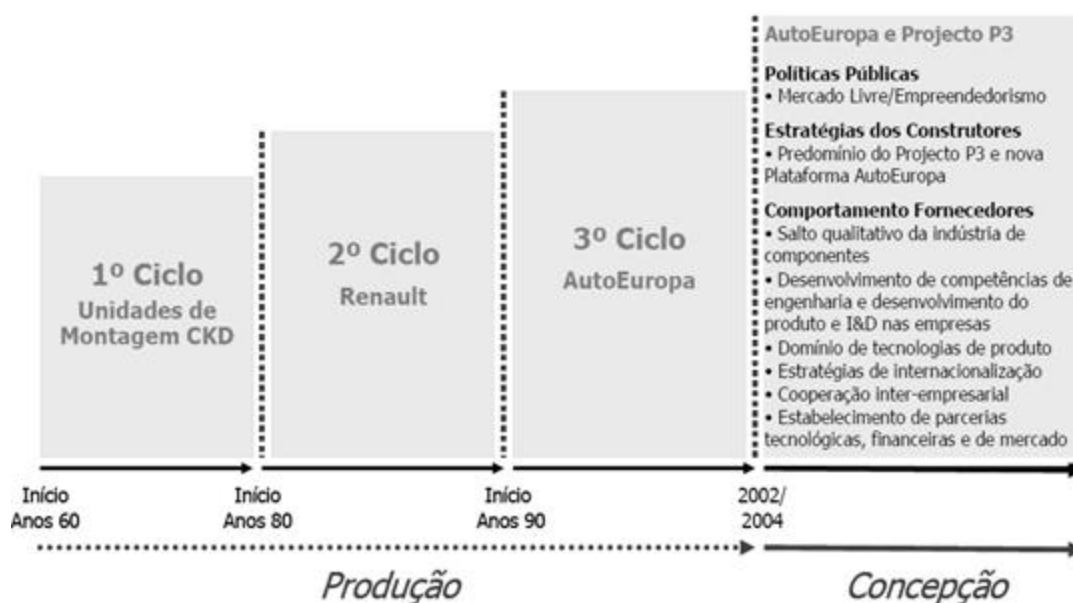 1º Ciclo
Unidades de
Montagem CKD
2º Ciclo
Renault
3º Ciclo
AutoEuropa
AutoEuropa e Projecto P3
Políticas Públicas
• Mercado Livre/Empreendedorismo
Estratégias dos Construtores
• Predomínio do Projecto P3 e nova
Plataforma AutoEuropa
Comportamento Fornecedores
• Salto qualitativo da indústria de
componentes
• Desenvolvimento de competências de
engenharia e desenvolvimento do
produto e I&D nas empresas
• Domínio de tecnologias de produto
• Estratégias de internacionalização
• Cooperação inter-empresarial
• Estabelecimento de parcerias
tecnológicas, financeiras e de mercado
Início
Anos 60
Início
Anos 80
Início
Anos 90
2002/
2004
Produção
Concepção